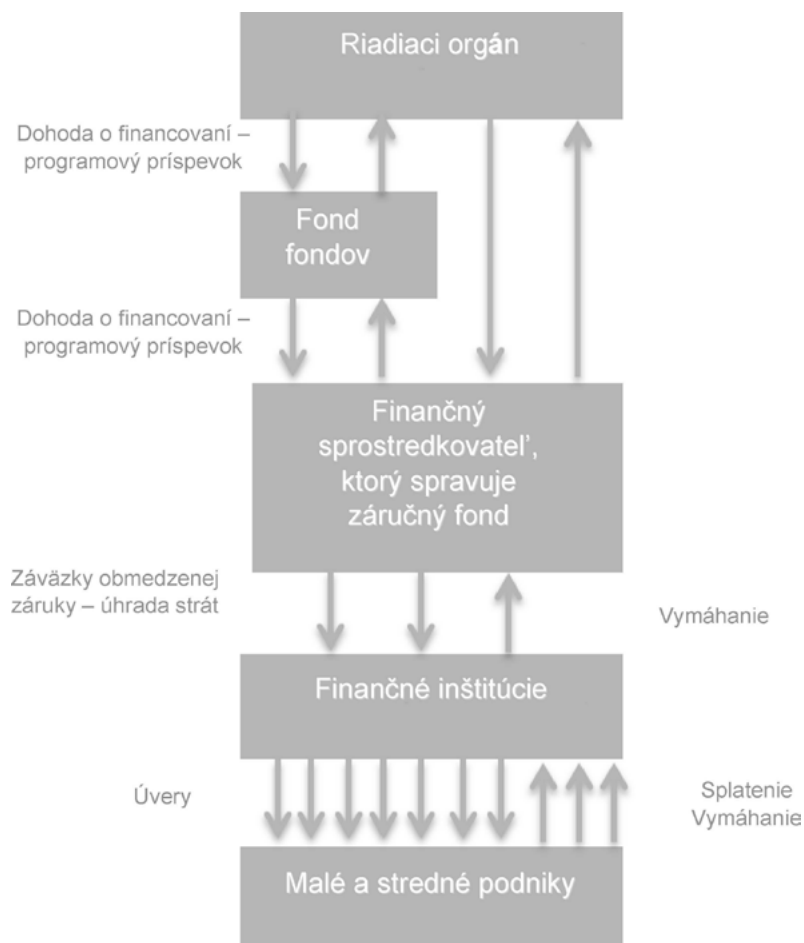 Riadiaci orgán
Dohoda o financovaní –
programový príspevok
Fond
fondov
Dohoda o financovaní –
programový príspevok
Finančný
sprostredkovateľ,
ktorý spravuje
záručný fond
Záväzky obmedzenej
záruky – úhrada strát
Vymáhanie
Finančné inštitúcie
Úvery
Splatenie
Vymáhanie
Malé a stredné podniky